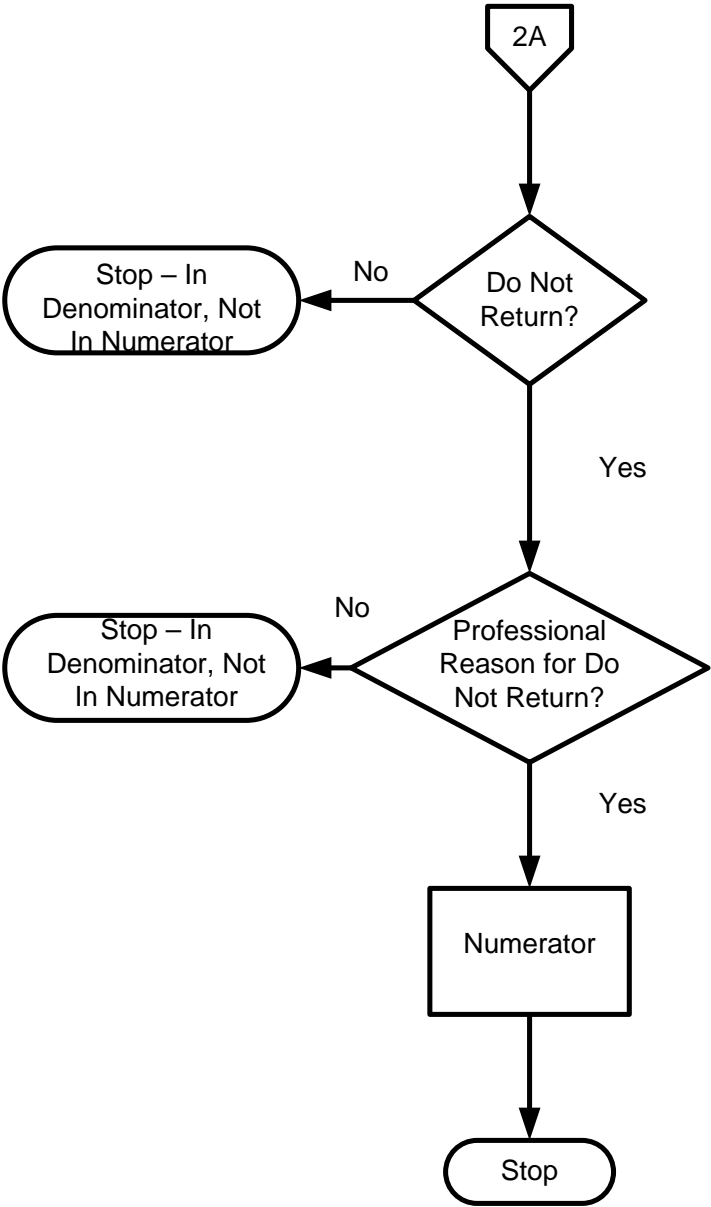 2A
No
Stop – In
Denominator, Not
In Numerator
Do Not
Return?
Yes
No
Stop – In
Denominator, Not
In Numerator
Professional
Reason for Do
Not Return?
Yes
Numerator
Stop